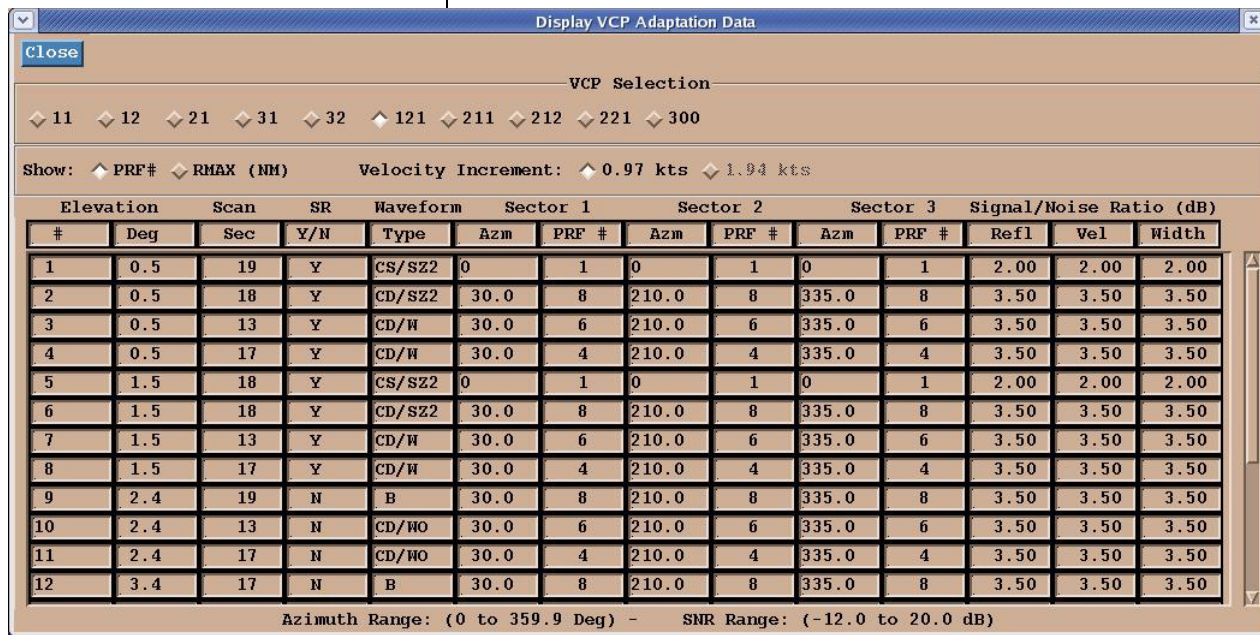 Display VCP Adaptation Data
Close
VCP Selection
11 12 21 31 32 121 211 212 221 300
Show: PRF# RMAX (NM) Velocity Increment: 0.97 kts 1.94 kts
Elevation Scan SR Waveform Sector 1 Sector 2 Sector 3 Signal/Noise Ratio (dB)
# Deg Sec Y/N Type Azm PRF # Azm PRF # Azm PRF # Refl Vel Width
1 0.5 19 Y CS/SZ2 0 1 0 1 0 1 2.00 2.00 2.00
2 0.5 18 Y CD/SZ2 30.0 8 210.0 8 335.0 8 3.50 3.50 3.50
3 0.5 13 Y CD/W 30.0 6 210.0 6 335.0 6 3.50 3.50 3.50
4 0.5 17 Y CD/W 30.0 4 210.0 4 335.0 4 3.50 3.50 3.50
5 1.5 18 Y CS/SZ2 0 1 0 1 0 1 2.00 2.00 2.00
6 1.5 18 Y CD/SZ2 30.0 8 210.0 8 335.0 8 3.50 3.50 3.50
7 1.5 13 Y CD/W 30.0 6 210.0 6 335.0 6 3.50 3.50 3.50
8 1.5 17 Y CD/W 30.0 4 210.0 4 335.0 4 3.50 3.50 3.50
9 2.4 19 N B 30.0 8 210.0 8 335.0 8 3.50 3.50 3.50
10 2.4 13 N CD/WO 30.0 6 210.0 6 335.0 6 3.50 3.50 3.50
11 2.4 17 N CD/WO 30.0 4 210.0 4 335.0 4 3.50 3.50 3.50
12 3.4 17 N B 30.0 8 210.0 8 335.0 8 3.50 3.50 3.50
Azimuth Range: (0 to 359.9 Deg) - SNR Range: (-12.0 to 20.0 dB)